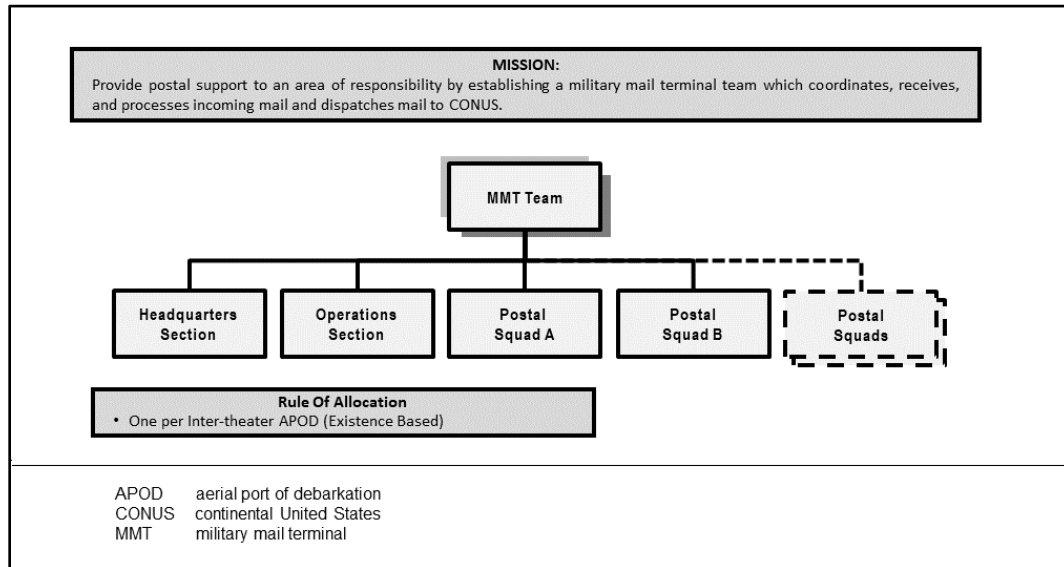 MISSION:
Provide postal support to an area of responsibility by establishing a military mail terminal team which coordinates, receives,
and processes incoming mail and dispatches mail to CONUS.
MMT Team
Headquarters
Section
Operations
Section
Postal
Squad A
Postal
Squad B
Postal
Squads
Rule Of Allocation
• One per Inter-theater APOD (Existence Based)
APOD aerial port of debarkation
CONUS continental United States
MMT military mail terminal